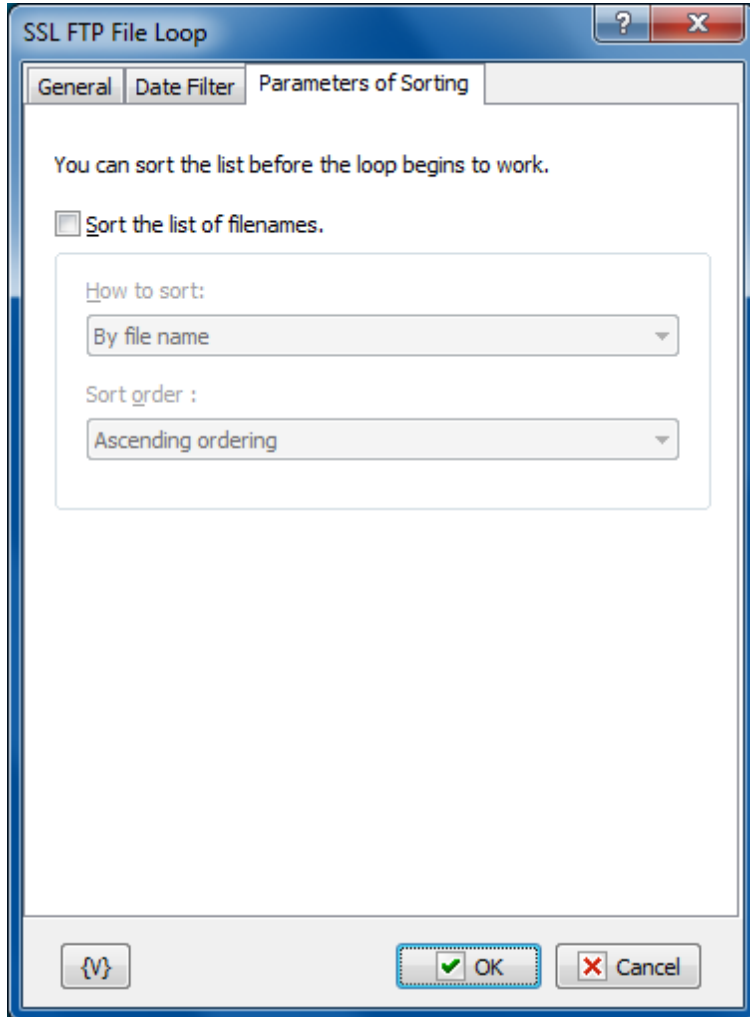 SSL FTP File Loop
?
X
General
Date Filter
Parameters of Sorting
You can sort the list before the loop begins to work.
Sort the list of filenames.
How to sort:
By file name
Sort order :
Ascending ordering
{V}
OK
Cancel